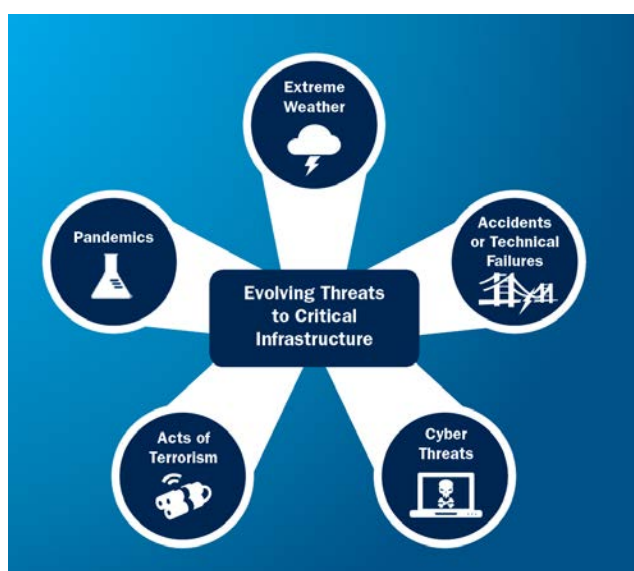 Extreme
Weather
Pandemics
Accidents
or Technical
Failures
Evolving Threats
to Critical
Infrastructure
Acts of
Terrorism
Cyber
Threats